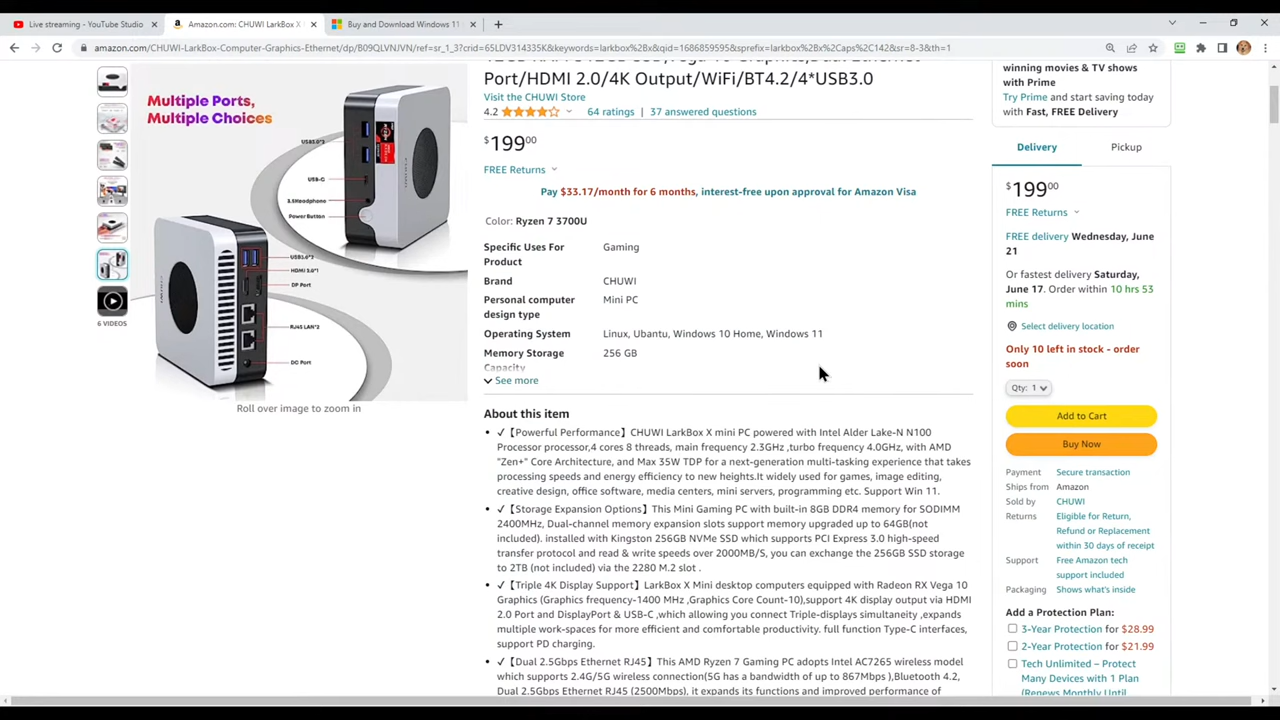 Live streaming - YouTube Studio
Amazon.com: CHUWI LarkBox X
Buy and Download Windows 11
amazon.com/CHUWI-LarkBox-Computer-Graphics-Ethernet/dp/B09QLVNJVN/ref=sr_1_3?crid=65LDV314335K&keywords=larkbox%2Bx&qid=1686859595&sprefix=larkbox%2Bx%2Caps%2C142&sr=8-3&th=1
Port/HDMI 2.0/4K Output/WiFi/BT4.2/4*USB3.0
Visit the CHUWI Store
4.2 64 ratings | 37 answered questions
$199.00
FREE Returns
Pay $33.17/month for 6 months, interest-free upon approval for Amazon Visa
Color: Ryzen 7 3700U
Specific Uses For Product Gaming
Brand CHUWI
Personal computer design type Mini PC
Operating System Linux, Ubuntu, Windows 10 Home, Windows 11
Memory Storage Capacity 256 GB
See more
About this item
✓【Powerful Performance】CHUWI LarkBox X mini PC powered with Intel Alder Lake-N N100
Processor processor,4 cores 8 threads, main frequency 2.3GHz ,turbo frequency 4.0GHz, with AMD
"Zen+" Core Architecture, and Max 35W TDP for a next-generation multi-tasking experience that takes
processing speeds and energy efficiency to new heights.It widely used for games, image editing,
creative design, office software, media centers, mini servers, programming etc. Support Win 11.
✓【Storage Expansion Options】This Mini Gaming PC with built-in 8GB DDR4 memory for SODIMM
2400MHz, Dual-channel memory expansion slots support memory upgraded up to 64GB(not
included). installed with Kingston 256GB NVMe SSD which supports PCI Express 3.0 high-speed
transfer protocol and read & write speeds over 2000MB/S, you can exchange the 256GB SSD storage
to 2TB (not included) via the 2280 M.2 slot .
✓【Triple 4K Display Support】LarkBox X Mini desktop computers equipped with Radeon RX Vega 10
Graphics (Graphics frequency-1400 MHz ,Graphics Core Count-10),support 4K display output via HDMI
2.0 Port and DisplayPort & USB-C ,which allowing you connect Triple-displays simultaneity ,expands
multiple work-spaces for more efficient and comfortable productivity. full function Type-C interfaces,
support PD charging.
✓【Dual 2.5Gbps Ethernet RJ45】This AMD Ryzen 7 Gaming PC adopts Intel AC7265 wireless model
which supports 2.4G/5G wireless connection(5G has a bandwidth of up to 867Mbps ),Bluetooth 4.2,
Dual 2.5Gbps Ethernet RJ45 (2500Mbps), it expands its functions and improved performance of
Multiple Ports,
Multiple Choices
USB3.0*2
USB-C
3.5Headphone
Power Button
USB3.0*2
HDMI 2.0*1
DP Port
RJ45 LAN*2
DC Port
6 VIDEOS
Roll over image to zoom in
winning movies & TV shows
with Prime
Try Prime and start saving today
with Fast, FREE Delivery
Delivery
Pickup
$199.00
FREE Returns
FREE delivery Wednesday, June
21
Or fastest delivery Saturday,
June 17. Order within 10 hrs 53
mins
Select delivery location
Only 10 left in stock - order
soon
Qty: 1
Add to Cart
Buy Now
Payment Secure transaction
Ships from Amazon
Sold by CHUWI
Returns Eligible for Return,
Refund or Replacement
within 30 days of receipt
Support Free Amazon tech
support included
Packaging Shows what's inside
Add a Protection Plan:
3-Year Protection for $28.99
2-Year Protection for $21.99
Tech Unlimited – Protect
Many Devices with 1 Plan
(Renews Monthly Until